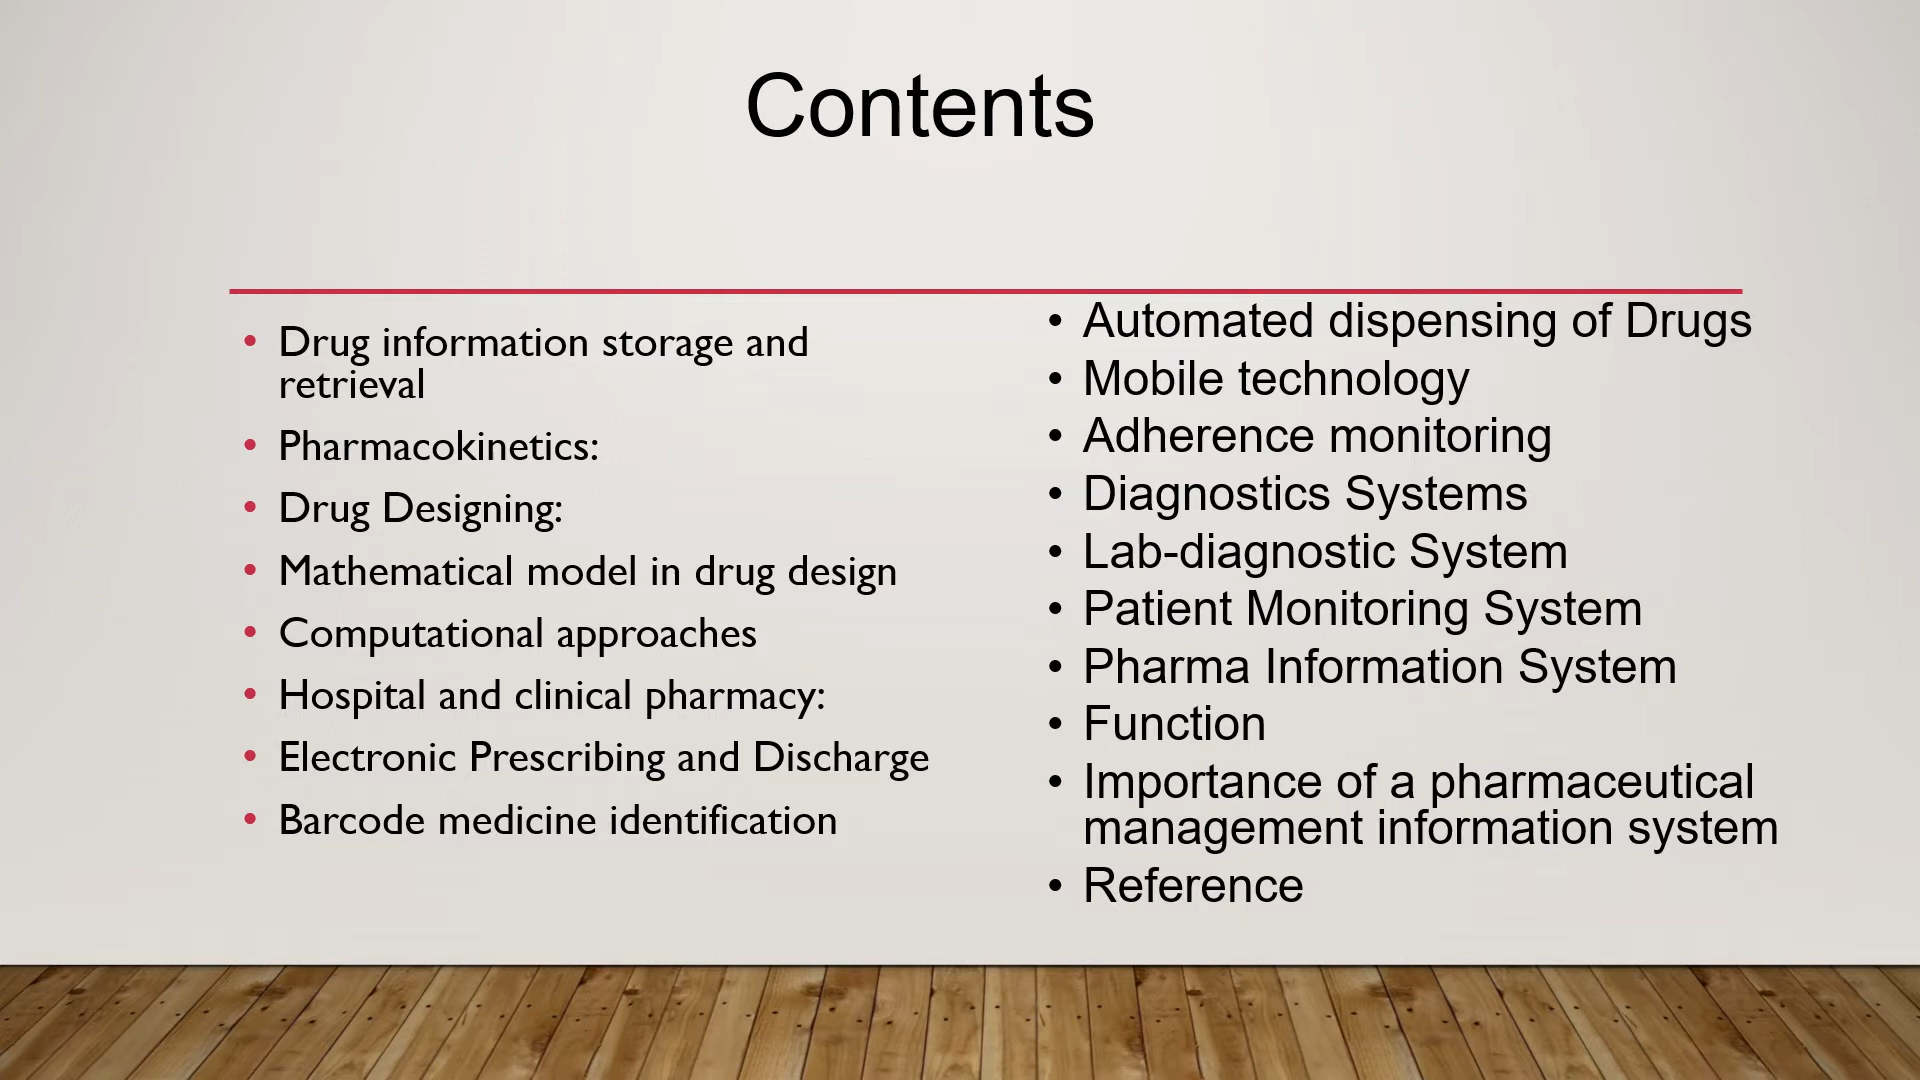 Contents
• Drug information storage and
retrieval
• Pharmacokinetics:
• Drug Designing:
• Mathematical model in drug design
• Computational approaches
• Hospital and clinical pharmacy:
• Electronic Prescribing and Discharge
• Barcode medicine identification
• Automated dispensing of Drugs
• Mobile technology
• Adherence monitoring
• Diagnostics Systems
• Lab-diagnostic System
• Patient Monitoring System
• Pharma Information System
• Function
• Importance of a pharmaceutical
management information system
• Reference